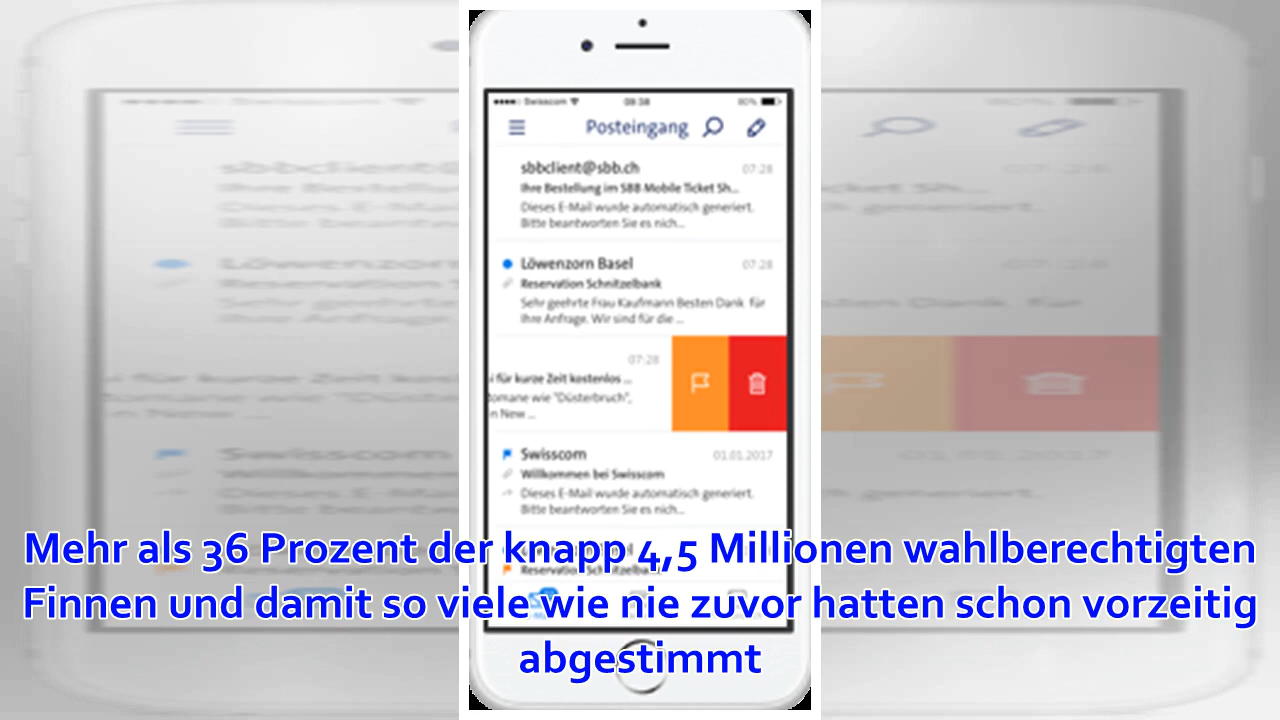 Swisscom 08:38 80%
Posteingang
sbbclient@sbb.ch 07:28
Ihre Bestellung im SBB Mobile Ticket Sh...
Dieses E-Mail wurde automatisch generiert.
Bitte beantworten Sie es nich...
Löwenzorn Basel 07:28
Reservation Schnitzelbank
Sehr geehrte Frau Kaufmann Besten Dank für
Ihre Anfrage. Wir sind für die ...
07:28
i für kurze Zeit kostenlos ...
omane wie "Düsterbruch",
n New ...
Swisscom 01.01.2017
Willkommen bei Swisscom
Dieses E-Mail wurde automatisch generiert.
Bitte beantworten Sie es nich...
Mehr als 36 Prozent der knapp 4,5 Millionen wahlberechtigten
Finnen und damit so viele wie nie zuvor hatten schon vorzeitig
abgestimmt